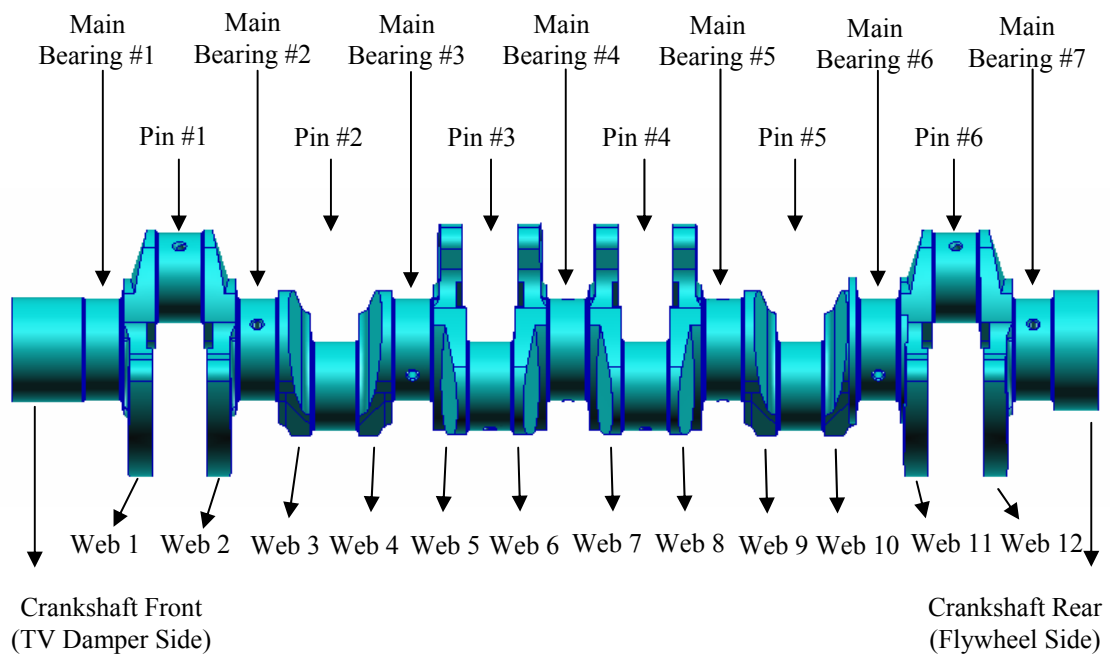 Main
Bearing #1
Main
Bearing #2
Main
Bearing #3
Main
Bearing #4
Main
Bearing #5
Main
Bearing #6
Main
Bearing #7
Pin #1
Pin #2
Pin #3
Pin #4
Pin #5
Pin #6
Web 1
Web 2
Web 3
Web 4
Web 5
Web 6
Web 7
Web 8
Web 9
Web 10
Web 11
Web 12
Crankshaft Front
(TV Damper Side)
Crankshaft Rear
(Flywheel Side)